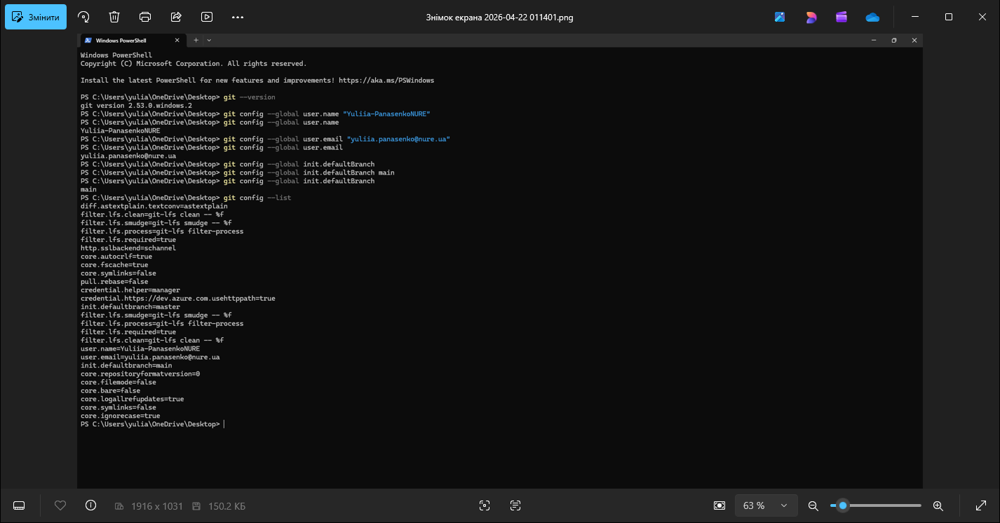 Змінити
Знімок екрана 2026-04-22 011401.png
Windows PowerShell
Windows PowerShell
Copyright (C) Microsoft Corporation. All rights reserved.
Install the latest PowerShell for new features and improvements! https://aka.ms/PSWindows
PS C:\Users\yulia\OneDrive\Desktop> git --version
git version 2.53.0.windows.2
PS C:\Users\yulia\OneDrive\Desktop> git config --global user.name "Yuliia-PanasenkoNURE"
PS C:\Users\yulia\OneDrive\Desktop> git config --global user.name
Yuliia-PanasenkoNURE
PS C:\Users\yulia\OneDrive\Desktop> git config --global user.email "yuliia.panasenko@nure.ua"
PS C:\Users\yulia\OneDrive\Desktop> git config --global user.email
yuliia.panasenko@nure.ua
PS C:\Users\yulia\OneDrive\Desktop> git config --global init.defaultBranch
PS C:\Users\yulia\OneDrive\Desktop> git config --global init.defaultBranch main
PS C:\Users\yulia\OneDrive\Desktop> git config --global init.defaultBranch
main
PS C:\Users\yulia\OneDrive\Desktop> git config --list
diff.astextplain.textconv=astextplain
filter.lfs.clean=git-lfs clean -- %f
filter.lfs.smudge=git-lfs smudge -- %f
filter.lfs.process=git-lfs filter-process
filter.lfs.required=true
http.sslbackend=schannel
core.autocrlf=true
core.fscache=true
core.symlinks=false
pull.rebase=false
credential.helper=manager
credential.https://dev.azure.com.usehttppath=true
init.defaultbranch=master
filter.lfs.smudge=git-lfs smudge -- %f
filter.lfs.process=git-lfs filter-process
filter.lfs.required=true
filter.lfs.clean=git-lfs clean -- %f
user.name=Yuliia-PanasenkoNURE
user.email=yuliia.panasenko@nure.ua
init.defaultbranch=main
core.repositoryformatversion=0
core.filemode=false
core.bare=false
core.logallrefupdates=true
core.symlinks=false
core.ignorecase=true
PS C:\Users\yulia\OneDrive\Desktop>
1916 x 1031 150.2 КБ 63 %